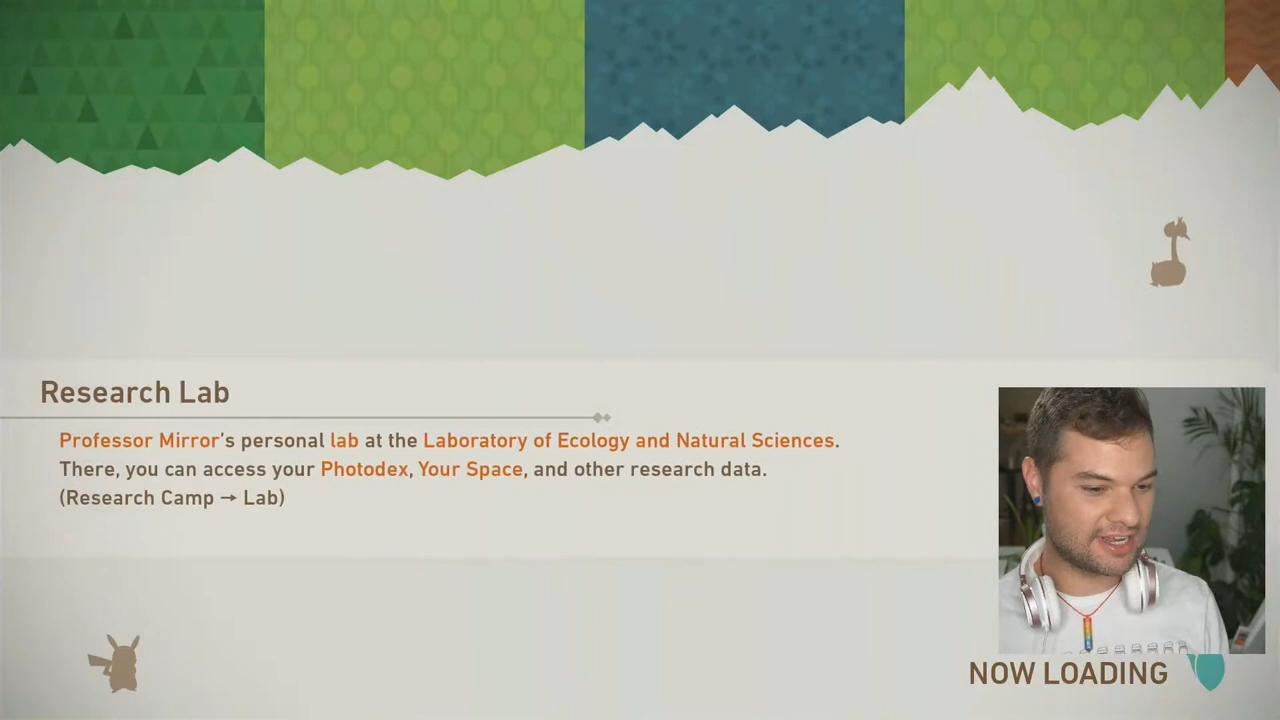 Research Lab
Professor Mirror's personal lab at the Laboratory of Ecology and Natural Sciences.
There, you can access your Photodex, Your Space, and other research data.
(Research Camp → Lab)
NOW LOADING